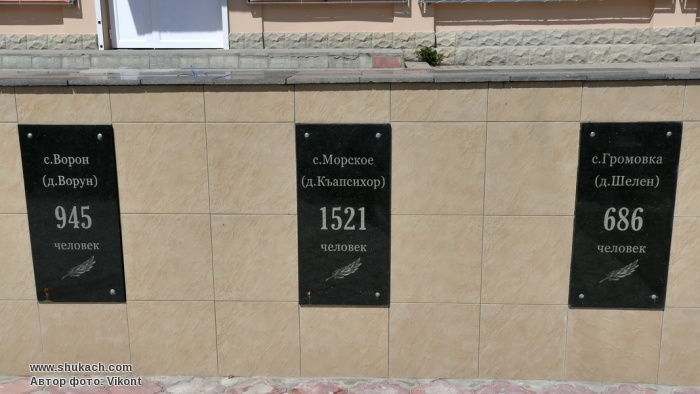 с.Ворон
(д.Ворун)
945
человек
с.Морское
(д.Къапсихор)
1521
человек
с.Громовка
(д.Шелен)
686
человек
www.shukach.com
Автор фото: Vikont